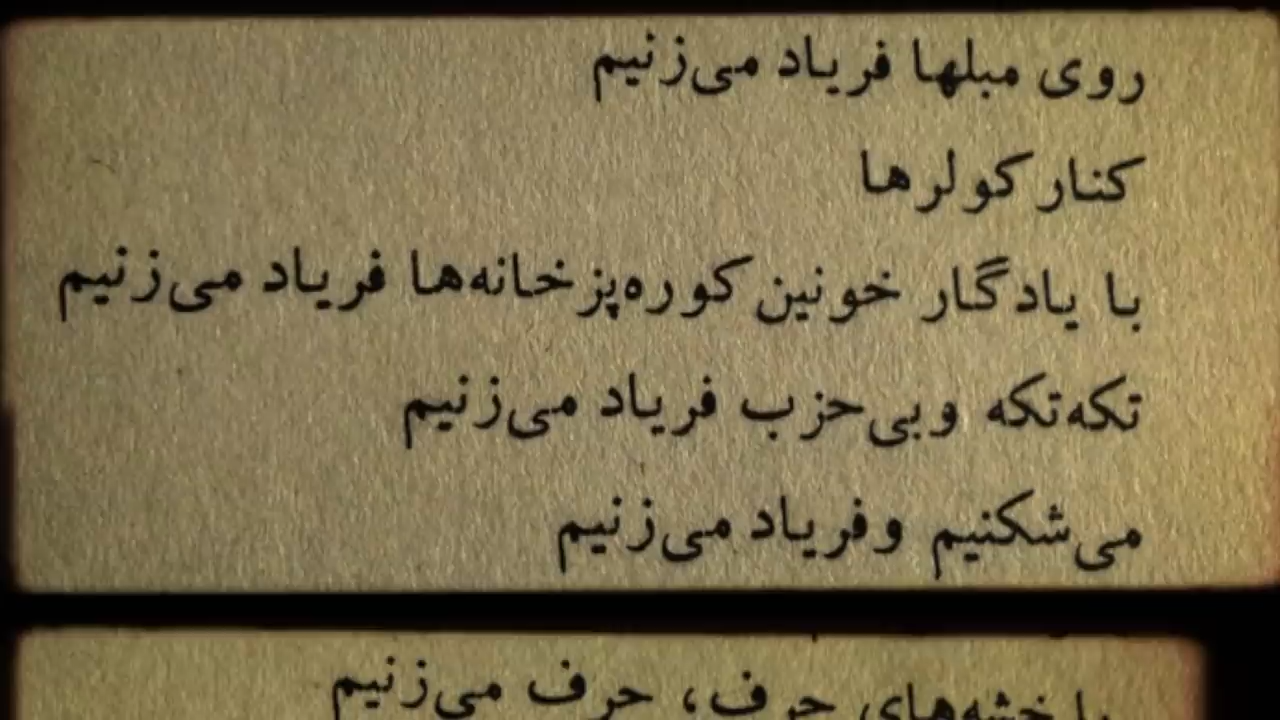 روی مبلها فریاد می‌زنیم
کنار کولرها
با یادگار خونین کوره‌پزخانه‌ها فریاد می‌زنیم
تکه‌تکه و بی‌حزب فریاد می‌زنیم
می‌شکنیم و فریاد می‌زنیم
حرف، حرف می‌زنیم